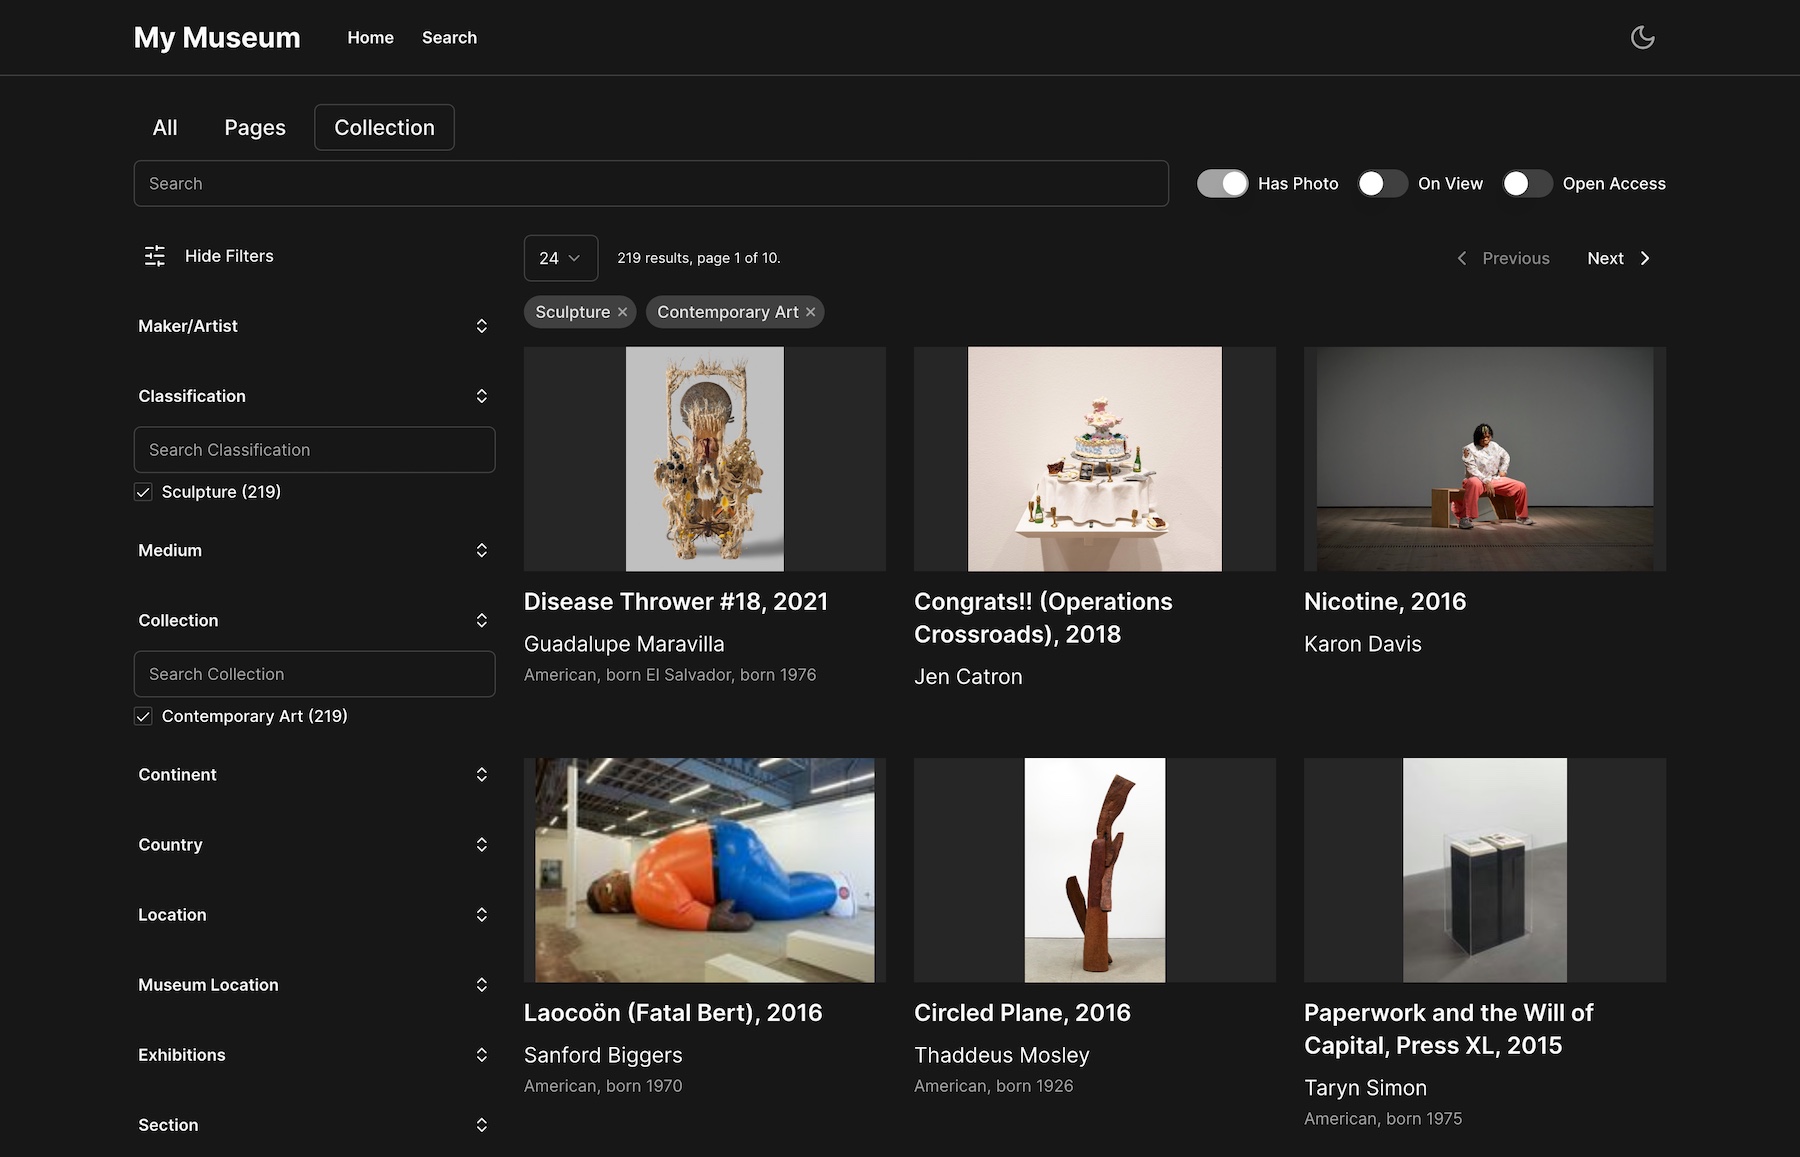 My Museum
Home
Search
All
Pages
Collection
Search
Has Photo
On View
Open Access
Hide Filters
24
219 results, page 1 of 10.
Previous
Next
Sculpture
Contemporary Art
Maker/Artist
Classification
Search Classification
Sculpture (219)
Medium
Collection
Search Collection
Contemporary Art (219)
Continent
Country
Location
Museum Location
Exhibitions
Section
Disease Thrower #18, 2021
Guadalupe Maravilla
American, born El Salvador, born 1976
Congrats!! (Operations
Crossroads), 2018
Jen Catron
Nicotine, 2016
Karon Davis
Laocoön (Fatal Bert), 2016
Sanford Biggers
American, born 1970
Circled Plane, 2016
Thaddeus Mosley
American, born 1926
Paperwork and the Will of
Capital, Press XL, 2015
Taryn Simon
American, born 1975